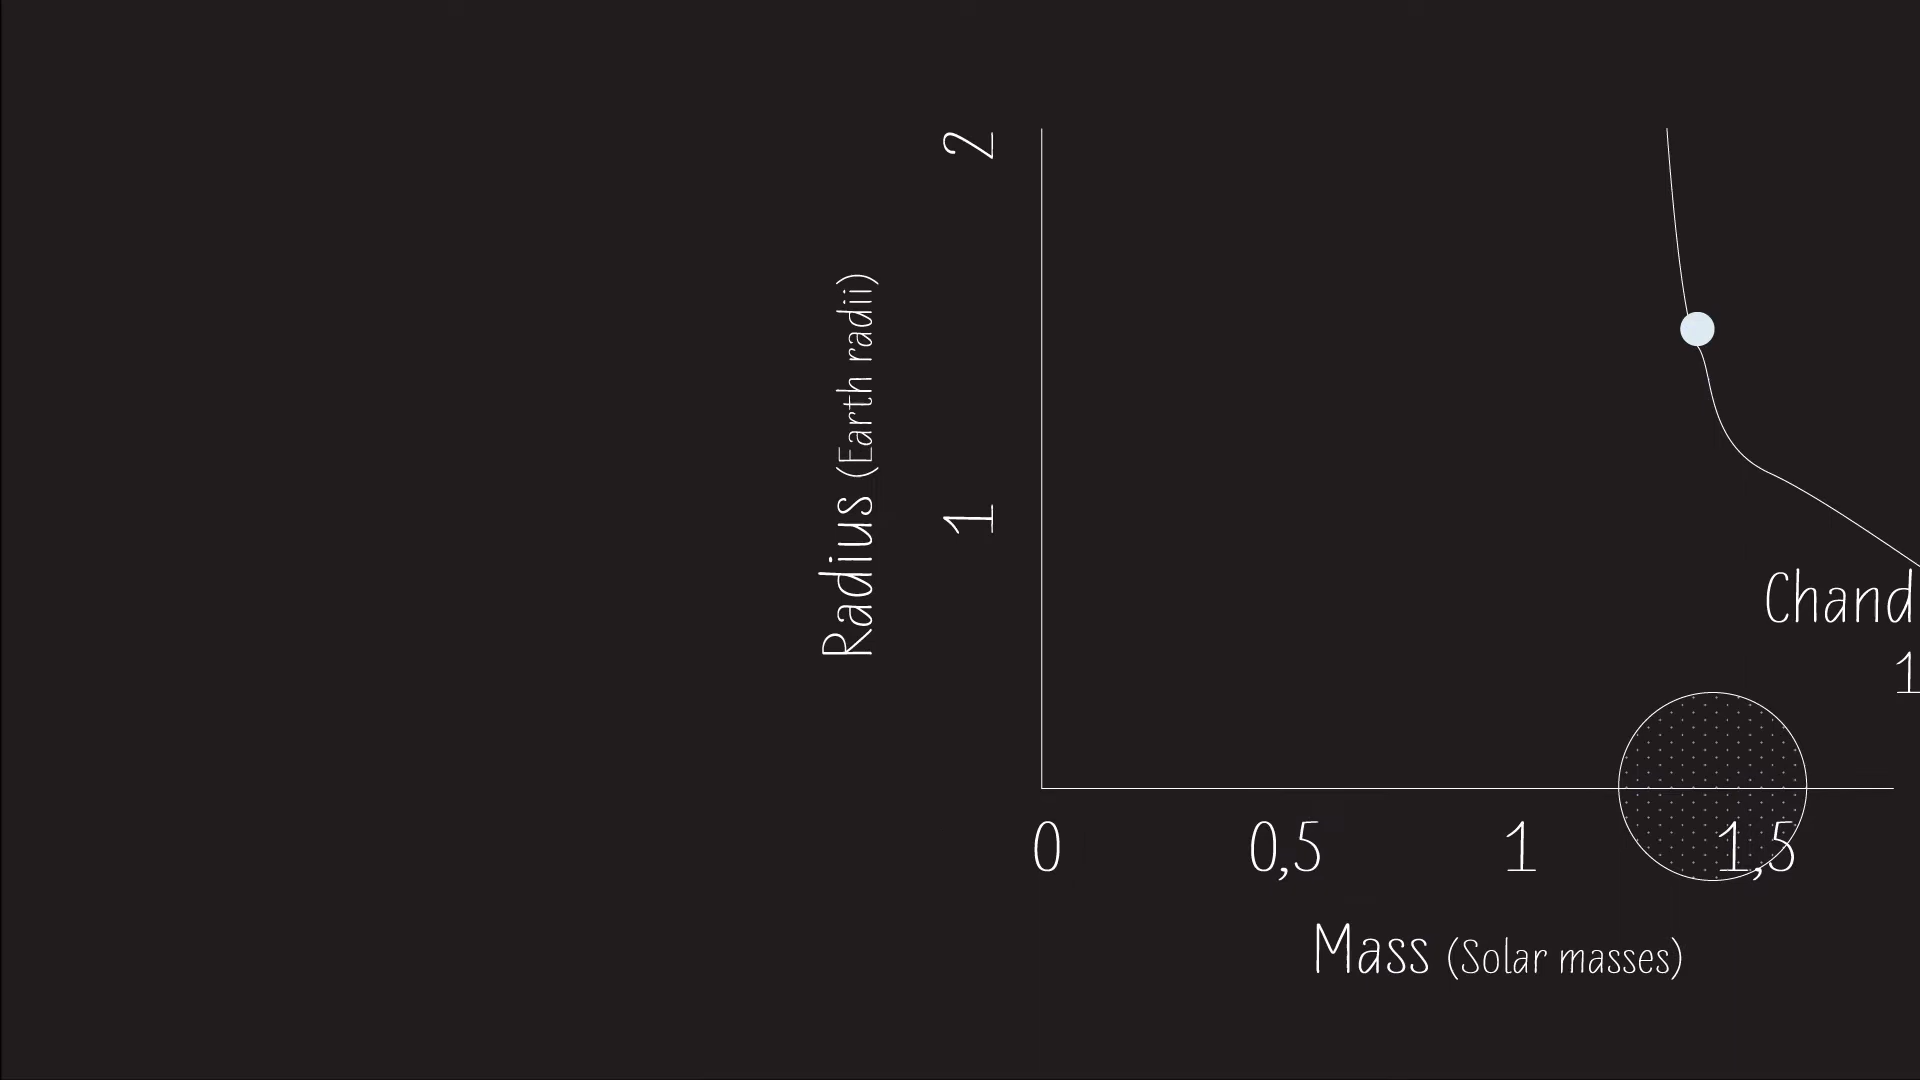 2
1
Radius (Earth radii)
Chand
1
0 0,5 1 1,5
Mass (Solar masses)